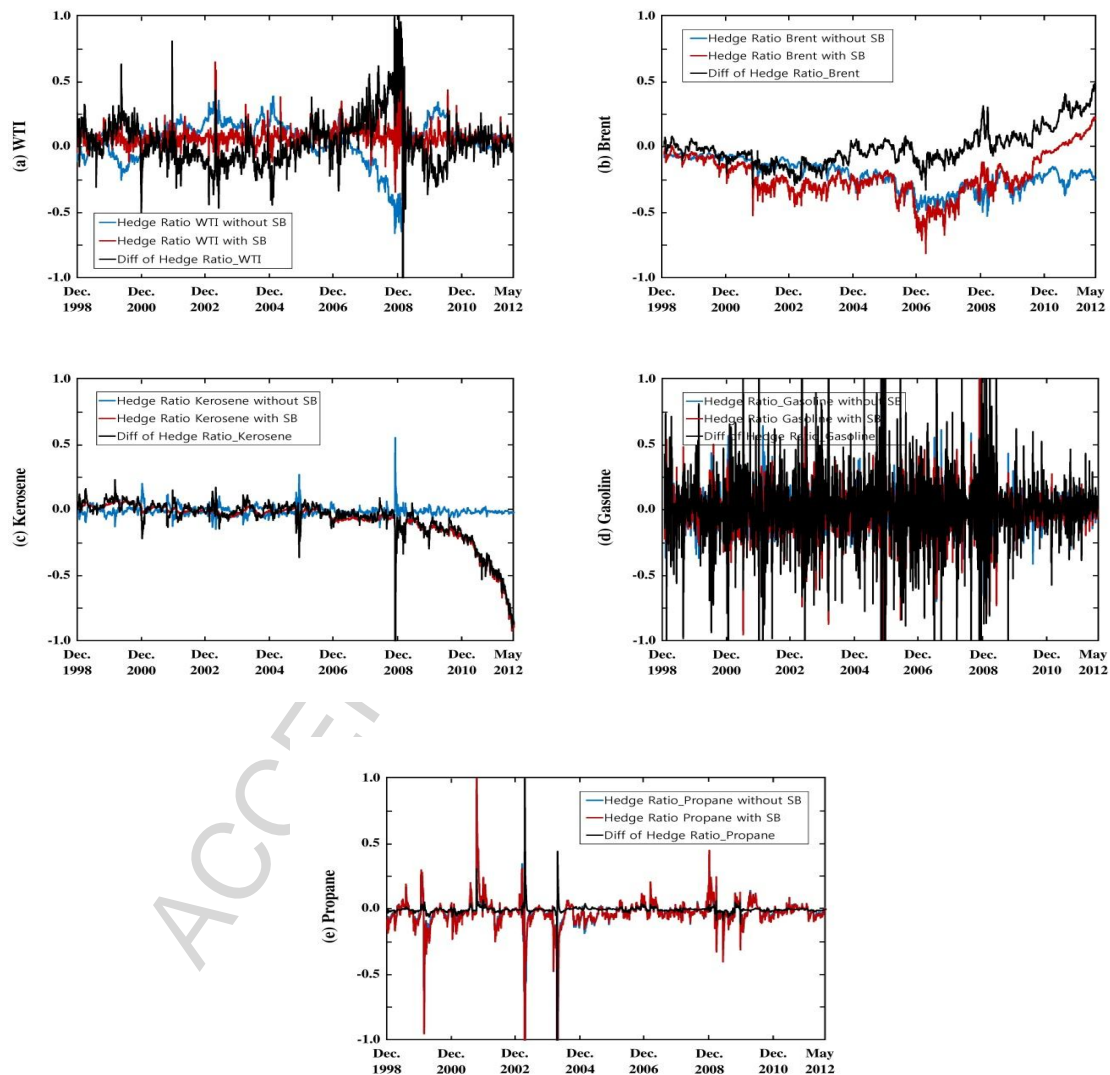 1.0
0.5
0.0
-0.5
-1.0
(a) WTI
Hedge Ratio WTI without SB
Hedge Ratio WTI with SB
Diff of Hedge Ratio_WTI
Dec. Dec. Dec. Dec. Dec. Dec. Dec. May
1998 2000 2002 2004 2006 2008 2010 2012
1.0
0.5
0.0
-0.5
-1.0
(b) Brent
Hedge Ratio Brent without SB
Hedge Ratio Brent with SB
Diff of Hedge Ratio_Brent
Dec. Dec. Dec. Dec. Dec. Dec. Dec. May
1998 2000 2002 2004 2006 2008 2010 2012
1.0
0.5
0.0
-0.5
-1.0
(c) Kerosene
Hedge Ratio Kerosene without SB
Hedge Ratio Kerosene with SB
Diff of Hedge Ratio_Kerosene
Dec. Dec. Dec. Dec. Dec. Dec. Dec. May
1998 2000 2002 2004 2006 2008 2010 2012
1.0
0.5
0.0
-0.5
-1.0
(d) Gasoline
Hedge Ratio_Gasoline without SB
Hedge Ratio Gasoline with SB
Diff of Hedge Ratio_Gasoline
Dec. Dec. Dec. Dec. Dec. Dec. Dec. May
1998 2000 2002 2004 2006 2008 2010 2012
1.0
0.5
0.0
-0.5
-1.0
(e) Propane
Hedge Ratio_Propane without SB
Hedge Ratio Propane with SB
Diff of Hedge Ratio_Propane
Dec. Dec. Dec. Dec. Dec. Dec. Dec. May
1998 2000 2002 2004 2006 2008 2010 2012